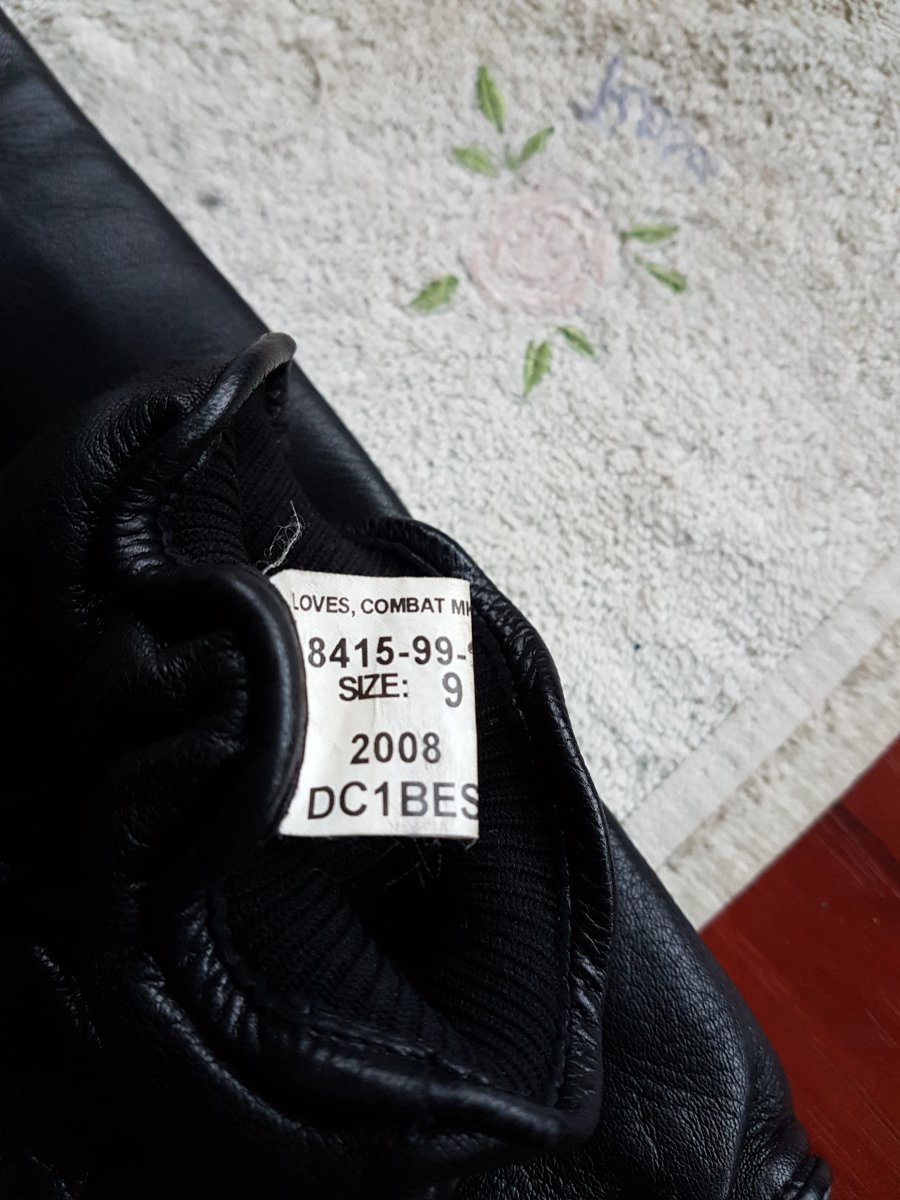 LOVES, COMBAT MK
8415-99-
SIZE: 9
2008
DC1BES